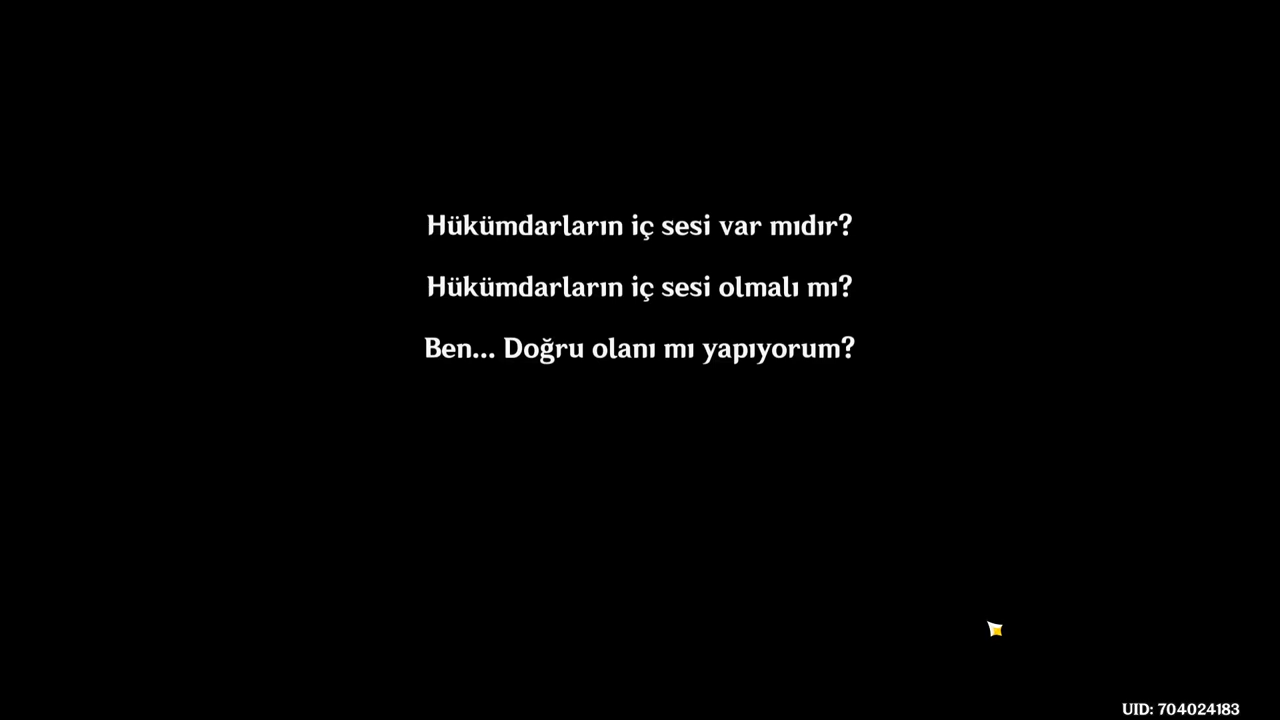 Hükümdarların iç sesi var mıdır?
Hükümdarların iç sesi olmalı mı?
Ben... Doğru olanı mı yapıyorum?
UID: 704024183